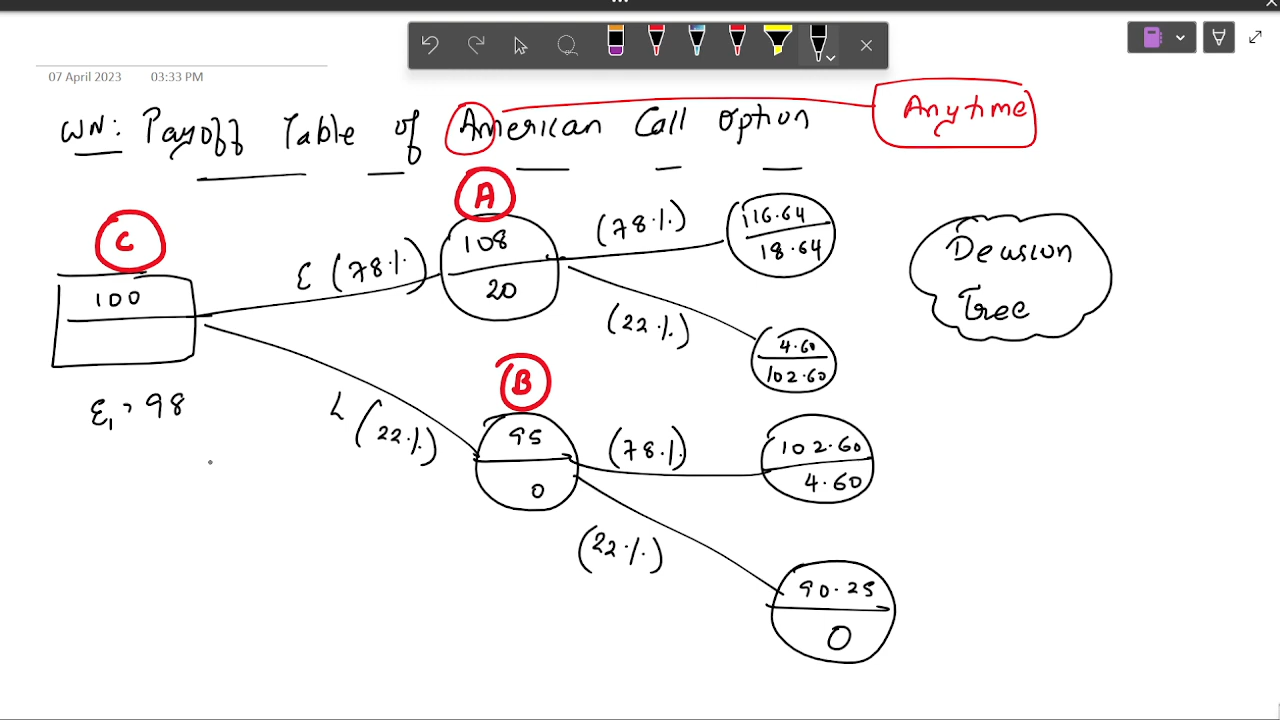 07 April 2023 03:33 PM
WN: Payoff Table of American Call Option
Anytime
C
100
E₁ = 98
E (78%)
L (22%)
A
108
20
B
95
0
(78%)
(22%)
(78%)
(22%)
116.64
18.64
4.60
102.60
102.60
4.60
90.25
0
Decision
Tree